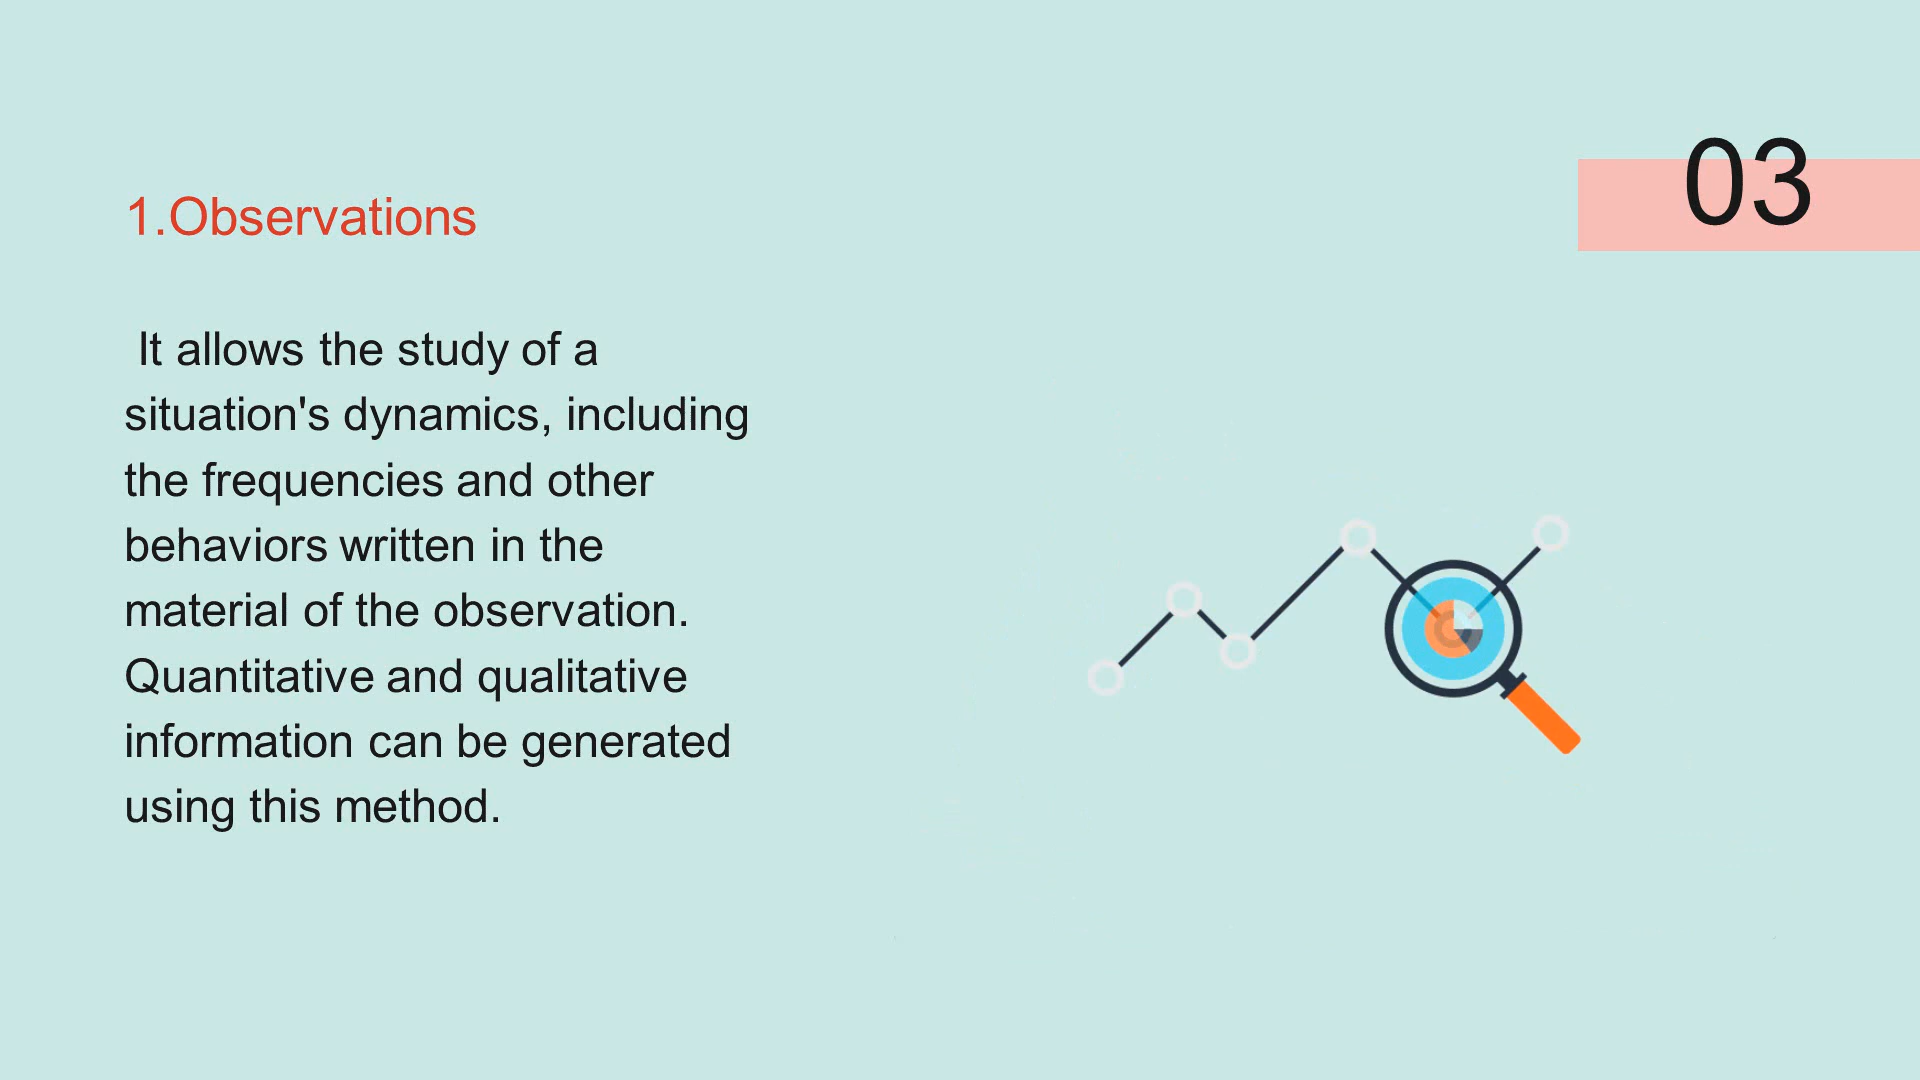 03
1.Observations
It allows the study of a
situation's dynamics, including
the frequencies and other
behaviors written in the
material of the observation.
Quantitative and qualitative
information can be generated
using this method.